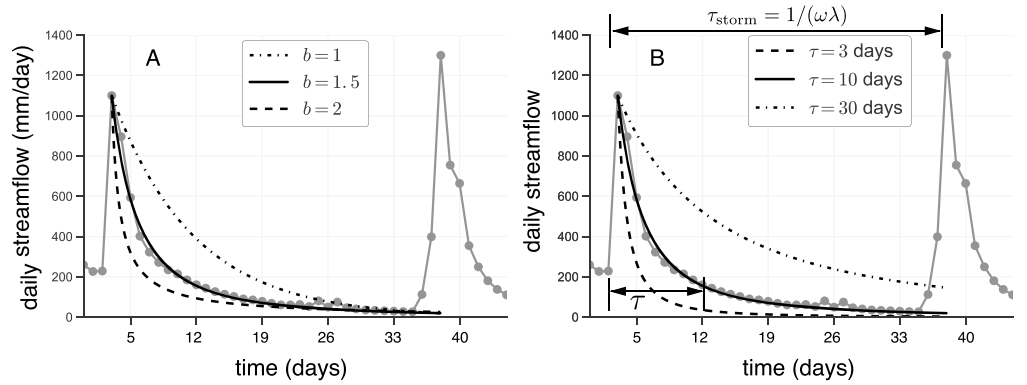 τ_storm = 1/(ωλ)
1400
1200
1000
800
600
400
200
0
daily streamflow (mm/day)
A
b = 1
b = 1.5
b = 2
5 12 19 26 33 40
time (days)
1400
1200
1000
800
600
400
200
0
daily streamflow
B
τ = 3 days
τ = 10 days
τ = 30 days
τ
5 12 19 26 33 40
time (days)